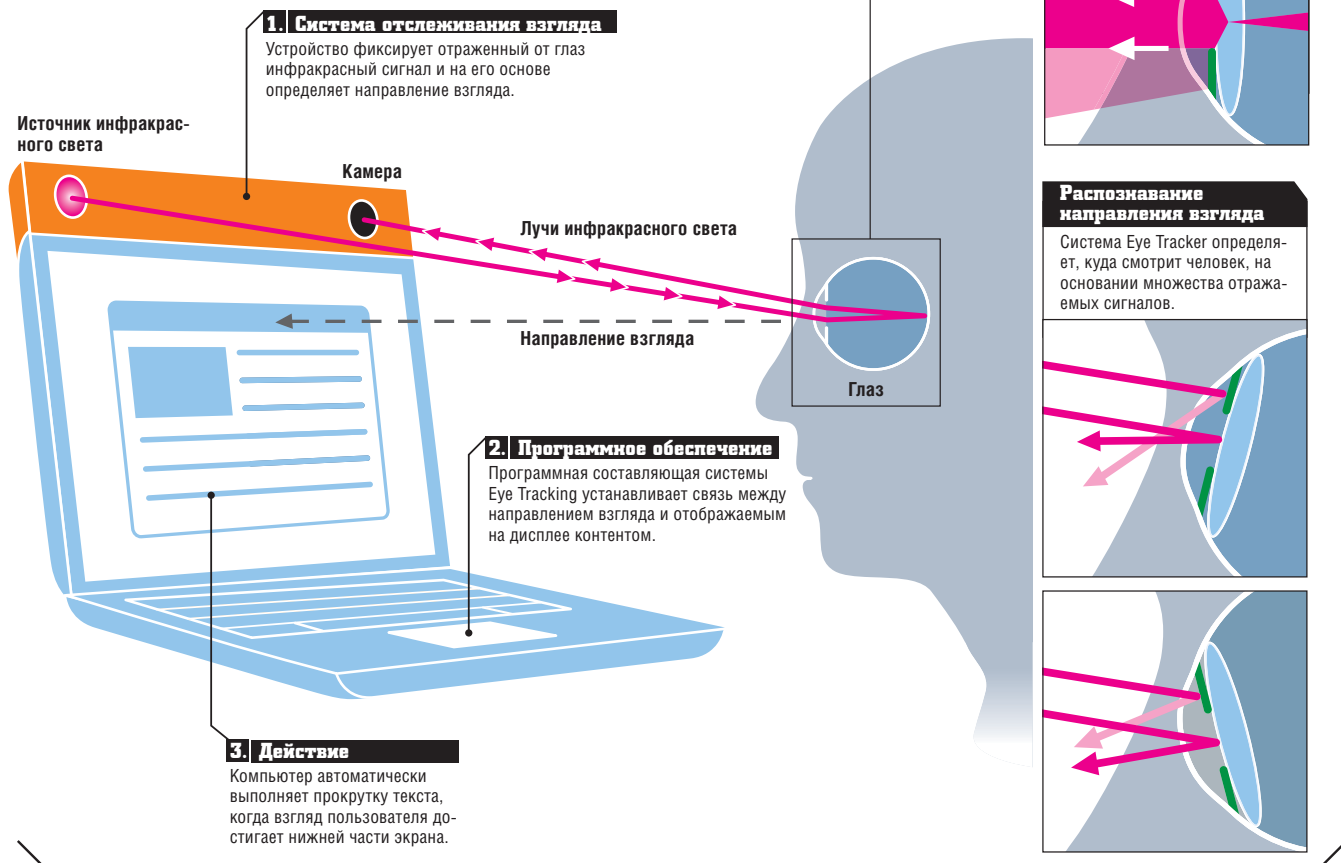 1. Система отслеживания взгляда
Устройство фиксирует отраженный от глаз
инфракрасный сигнал и на его основе
определяет направление взгляда.
Источник инфракрас-
ного света
Камера
Лучи инфракрасного света
Направление взгляда
Глаз
2. Программное обеспечение
Программная составляющая системы
Eye Tracking устанавливает связь между
направлением взгляда и отображаемым
на дисплее контентом.
3. Действие
Компьютер автоматически
выполняет прокрутку текста,
когда взгляд пользователя до-
стигает нижней части экрана.
Распознавание
направления взгляда
Система Eye Tracker определя-
ет, куда смотрит человек, на
основании множества отража-
емых сигналов.